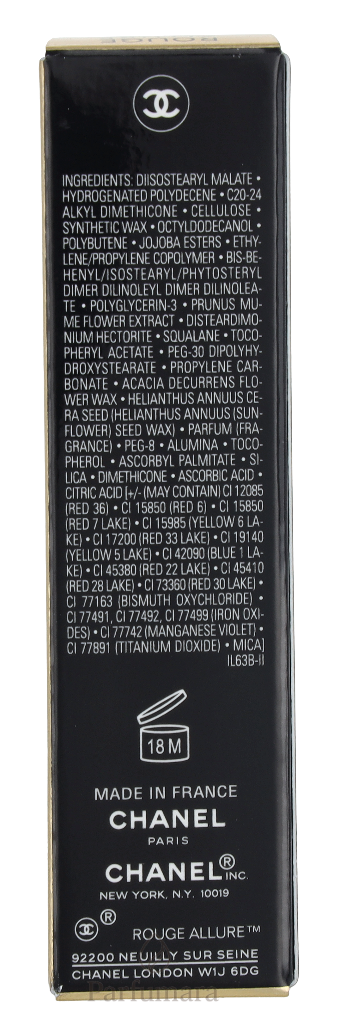 ROUGE
INGREDIENTS: DIISOSTEARYL MALATE •
HYDROGENATED POLYDECENE • C20-24
ALKYL DIMETHICONE • CELLULOSE •
SYNTHETIC WAX • OCTYLDODECANOL •
POLYBUTENE • JOJOBA ESTERS • ETHY-
LENE/PROPYLENE COPOLYMER • BIS-BE-
HENYL/ISOSTEARYL/PHYTOSTERYL
DIMER DILINOLEYL DIMER DILINOLEA-
TE • POLYGLYCERIN-3 • PRUNUS MU-
ME FLOWER EXTRACT • DISTEARDIMO-
NIUM HECTORITE • SQUALANE • TOCO-
PHERYL ACETATE • PEG-30 DIPOLYHY-
DROXYSTEARATE • PROPYLENE CAR-
BONATE • ACACIA DECURRENS FLO-
WER WAX • HELIANTHUS ANNUUS CE-
RA SEED (HELIANTHUS ANNUUS (SUN-
FLOWER) SEED WAX) • PARFUM (FRA-
GRANCE) • PEG-8 • ALUMINA • TOCO-
PHEROL • ASCORBYL PALMITATE • SI-
LICA • DIMETHICONE • ASCORBIC ACID •
CITRIC ACID [+/- (MAY CONTAIN) CI 12085
(RED 36) • CI 15850 (RED 6) • CI 15850
(RED 7 LAKE) • CI 15985 (YELLOW 6 LA-
KE) • CI 17200 (RED 33 LAKE) • CI 19140
(YELLOW 5 LAKE) • CI 42090 (BLUE 1 LA-
KE) • CI 45380 (RED 22 LAKE) • CI 45410
(RED 28 LAKE) • CI 73360 (RED 30 LAKE) •
CI 77163 (BISMUTH OXYCHLORIDE) •
CI 77491, CI 77492, CI 77499 (IRON OXI-
DES) • CI 77742 (MANGANESE VIOLET) •
CI 77891 (TITANIUM DIOXIDE) • MICA]
IL63B-II
18 M
MADE IN FRANCE
CHANEL
PARIS
CHANEL® INC.
NEW YORK, N.Y. 10019
® ROUGE ALLURE™
92200 NEUILLY SUR SEINE
CHANEL LONDON W1J 6DG
Parfumara